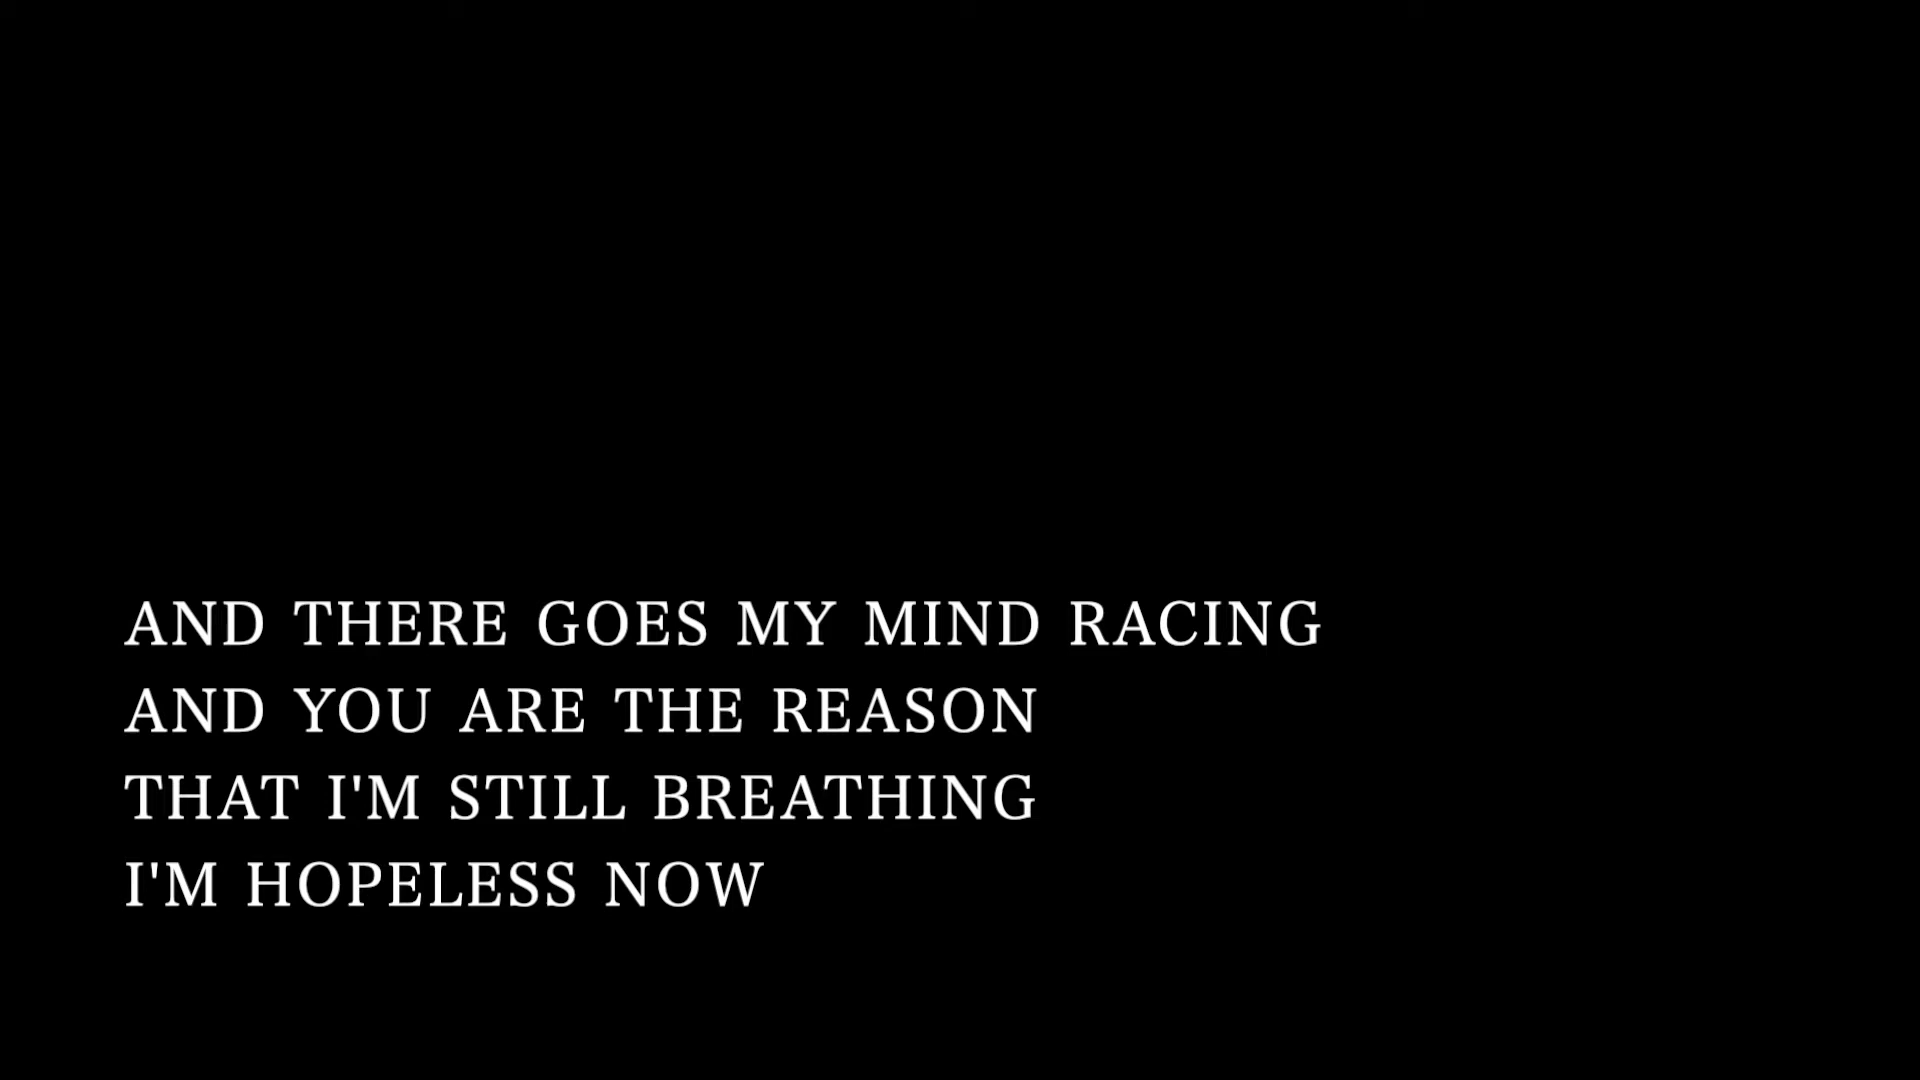 AND THERE GOES MY MIND RACING
AND YOU ARE THE REASON
THAT I'M STILL BREATHING
I'M HOPELESS NOW